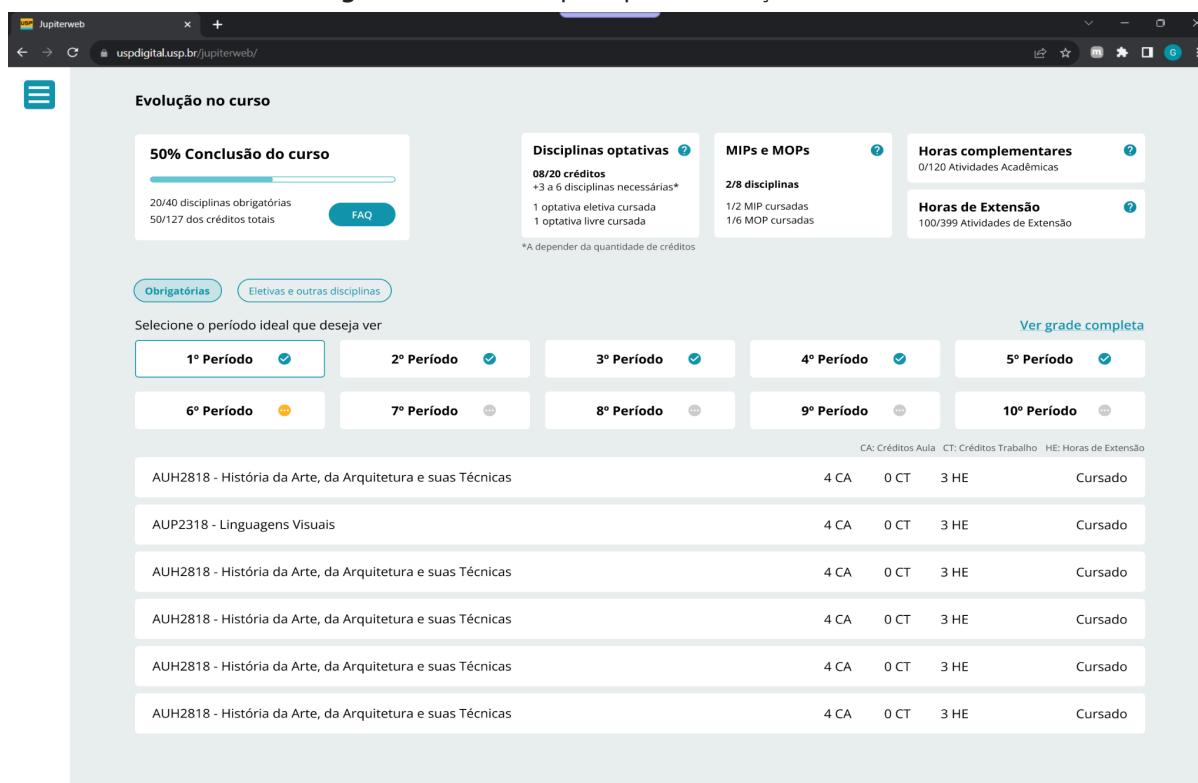 USP Jupiterweb
uspdigital.usp.br/jupiterweb/
m
G
Evolução no curso
50% Conclusão do curso
20/40 disciplinas obrigatórias
50/127 dos créditos totais
FAQ
Disciplinas optativas ?
08/20 créditos
+3 a 6 disciplinas necessárias*
1 optativa eletiva cursada
1 optativa livre cursada
*A depender da quantidade de créditos
MIPs e MOPs ?
2/8 disciplinas
1/2 MIP cursadas
1/6 MOP cursadas
Horas complementares ?
0/120 Atividades Acadêmicas
Horas de Extensão ?
100/399 Atividades de Extensão
Obrigatórias
Eletivas e outras disciplinas
Selecione o período ideal que deseja ver
Ver grade completa
1º Período
2º Período
3º Período
4º Período
5º Período
6º Período
7º Período
8º Período
9º Período
10º Período
CA: Créditos Aula CT: Créditos Trabalho HE: Horas de Extensão
AUH2818 - História da Arte, da Arquitetura e suas Técnicas 4 CA 0 CT 3 HE Cursado
AUP2318 - Linguagens Visuais 4 CA 0 CT 3 HE Cursado
AUH2818 - História da Arte, da Arquitetura e suas Técnicas 4 CA 0 CT 3 HE Cursado
AUH2818 - História da Arte, da Arquitetura e suas Técnicas 4 CA 0 CT 3 HE Cursado
AUH2818 - História da Arte, da Arquitetura e suas Técnicas 4 CA 0 CT 3 HE Cursado
AUH2818 - História da Arte, da Arquitetura e suas Técnicas 4 CA 0 CT 3 HE Cursado